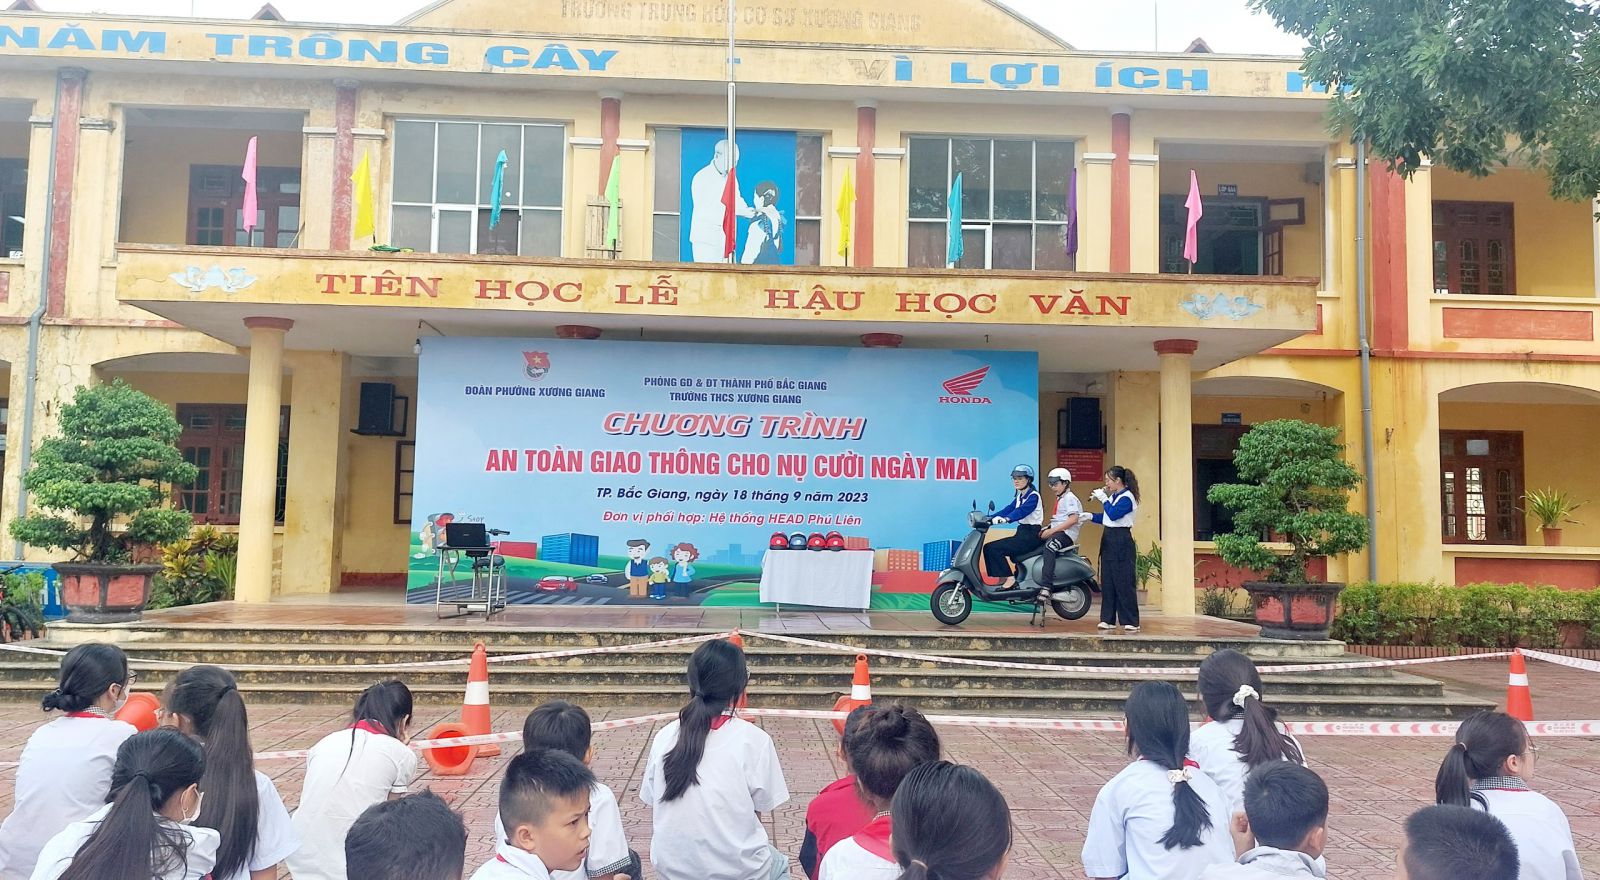 TRƯỜNG TRUNG HỌC CƠ SỞ XƯƠNG GIANG
NĂM TRỒNG CÂY - VÌ LỢI ÍCH
TIÊN HỌC LỄ HẬU HỌC VĂN
ĐOÀN PHƯỜNG XƯƠNG GIANG
PHÒNG GD & ĐT THÀNH PHỐ BẮC GIANG
TRƯỜNG THCS XƯƠNG GIANG
HONDA
CHƯƠNG TRÌNH
AN TOÀN GIAO THÔNG CHO NỤ CƯỜI NGÀY MAI
TP. Bắc Giang, ngày 18 tháng 9 năm 2023
Đơn vị phối hợp: Hệ thống HEAD Phú Liên
STOP